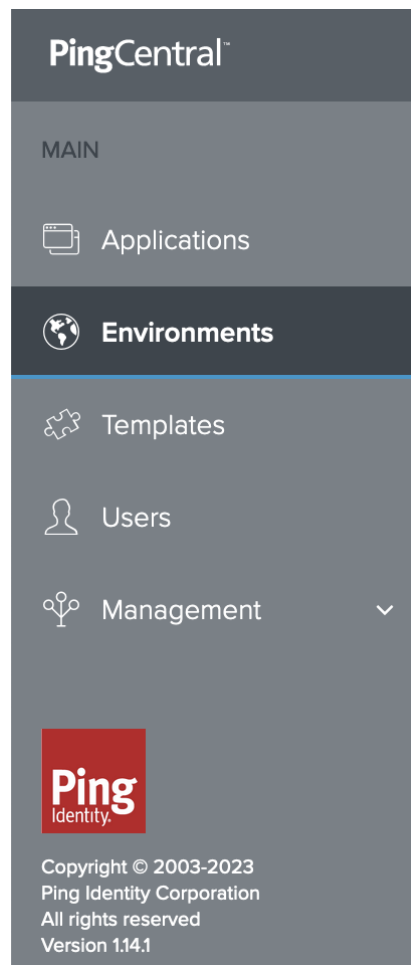 PingCentral™
MAIN
Applications
Environments
Templates
Users
Management
Ping
Identity.
Copyright © 2003-2023
Ping Identity Corporation
All rights reserved
Version 1.14.1